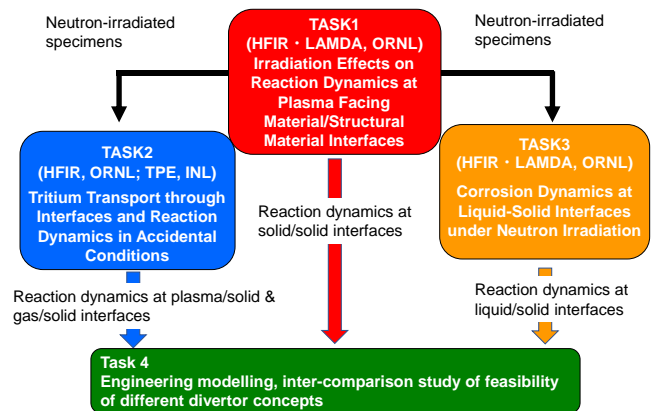 Neutron-irradiated
specimens
TASK1
(HFIR・LAMDA, ORNL)
Irradiation Effects on
Reaction Dynamics at
Plasma Facing
Material/Structural
Material Interfaces
Neutron-irradiated
specimens
TASK2
(HFIR, ORNL; TPE, INL)
Tritium Transport through
Interfaces and Reaction
Dynamics in Accidental
Conditions
TASK3
(HFIR・LAMDA, ORNL)
Corrosion Dynamics at
Liquid-Solid Interfaces
under Neutron Irradiation
Reaction dynamics at
solid/solid interfaces
Reaction dynamics at plasma/solid &
gas/solid interfaces
Reaction dynamics at
liquid/solid interfaces
Task 4
Engineering modelling, inter-comparison study of feasibility
of different divertor concepts